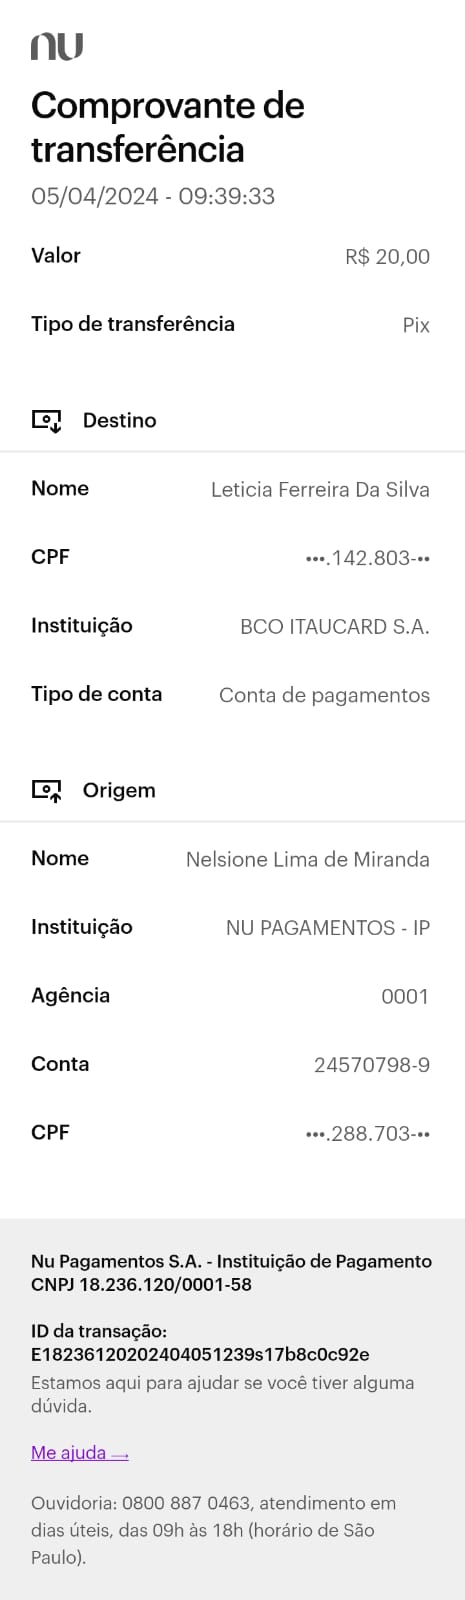 nu
Comprovante de
transferência
05/04/2024 - 09:39:33
Valor R$ 20,00
Tipo de transferência Pix
Destino
Nome Leticia Ferreira Da Silva
CPF •••.142.803-••
Instituição BCO ITAUCARD S.A.
Tipo de conta Conta de pagamentos
Origem
Nome Nelsione Lima de Miranda
Instituição NU PAGAMENTOS - IP
Agência 0001
Conta 24570798-9
CPF •••.288.703-••
Nu Pagamentos S.A. - Instituição de Pagamento
CNPJ 18.236.120/0001-58
ID da transação:
E18236120202404051239s17b8c0c92e
Estamos aqui para ajudar se você tiver alguma
dúvida.
Me ajuda →
Ouvidoria: 0800 887 0463, atendimento em
dias úteis, das 09h às 18h (horário de São
Paulo).